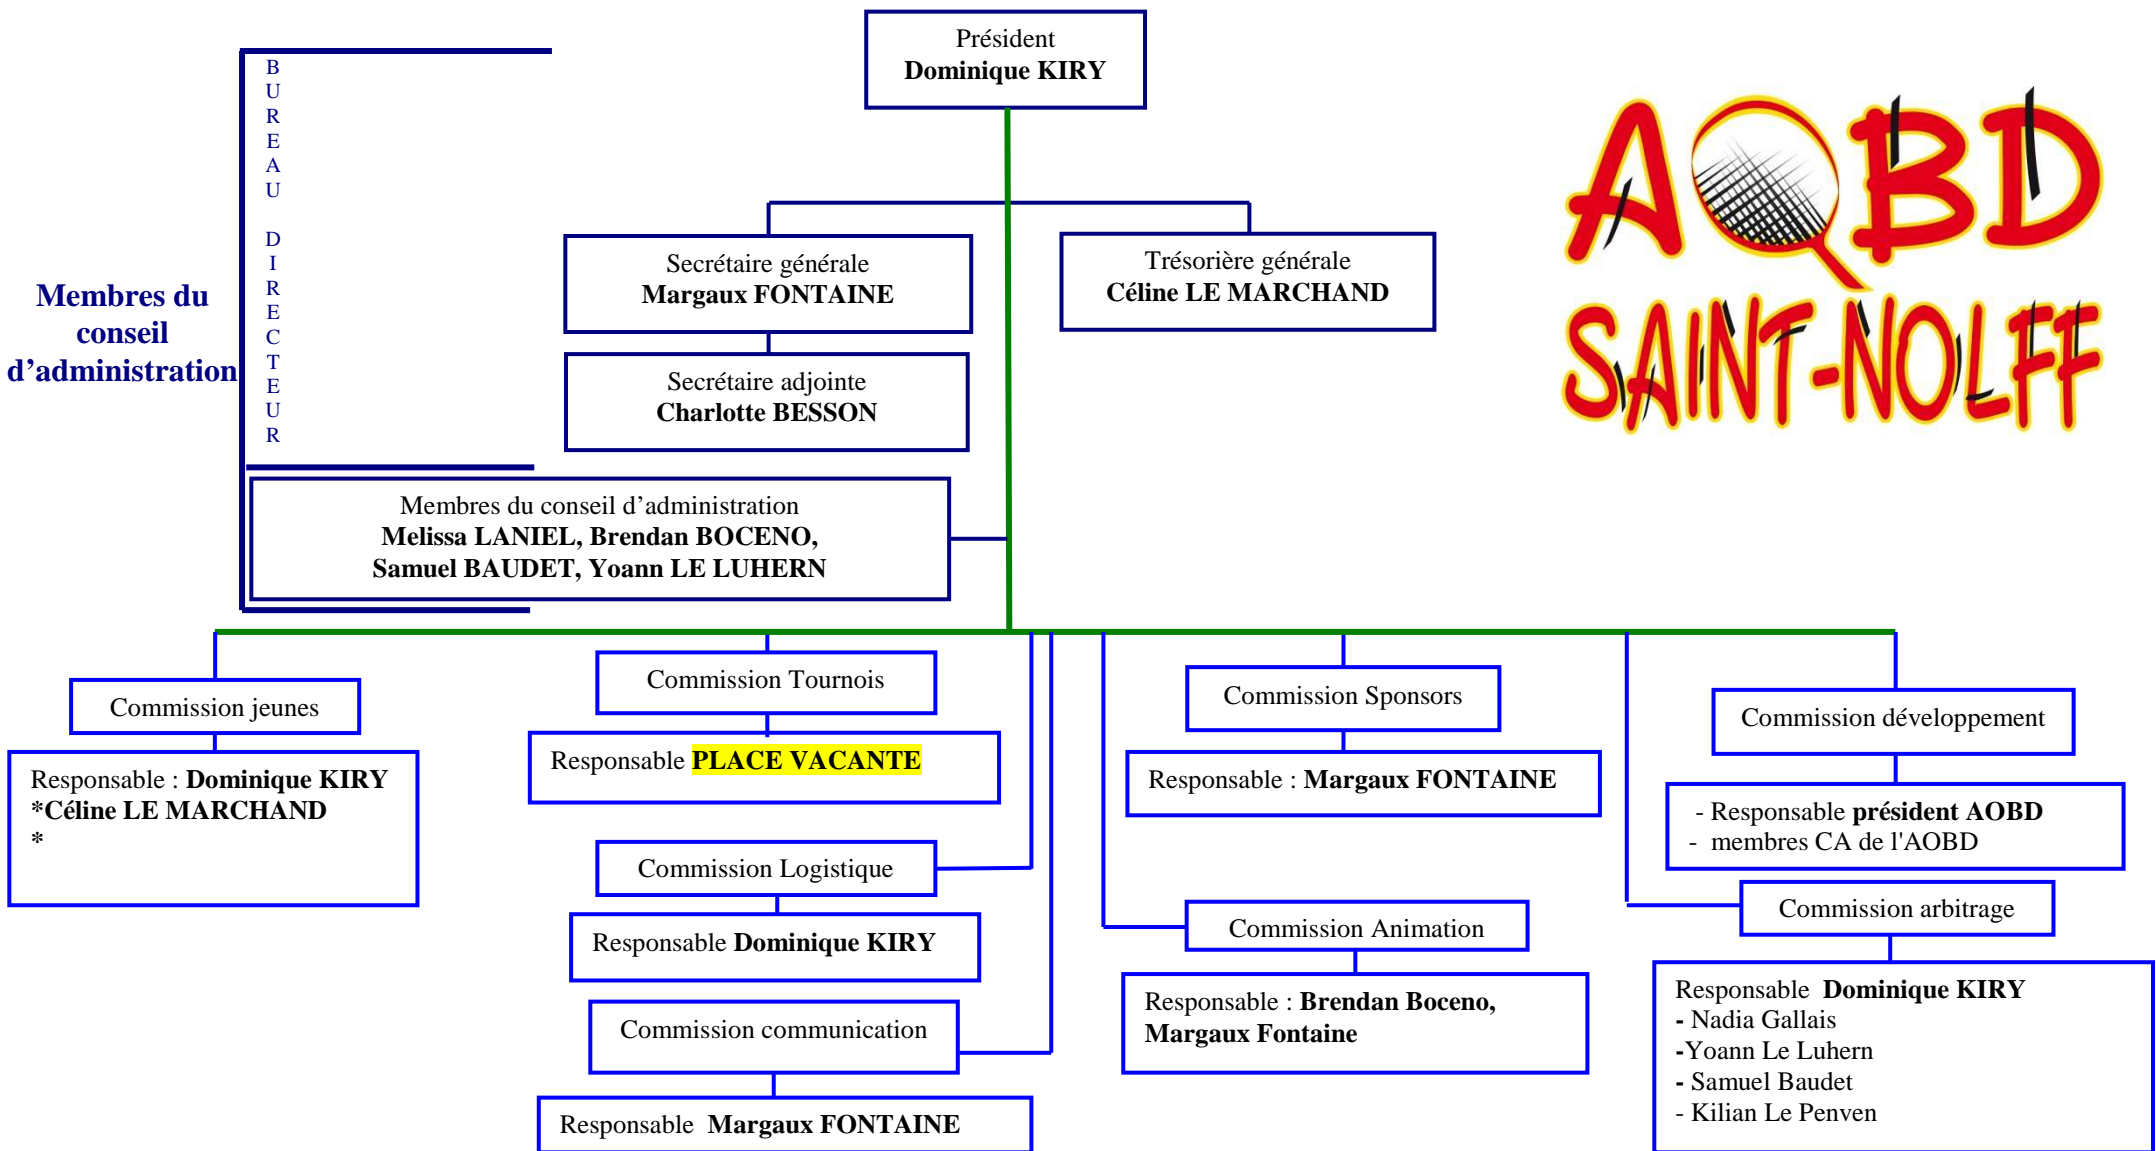 Président
Dominique KIRY
AOBD
SAINT-NOLFF
BUREAU DIRECTEUR
Membres du
conseil
d’administration
Secrétaire générale
Margaux FONTAINE
Trésorière générale
Céline LE MARCHAND
Secrétaire adjointe
Charlotte BESSON
Membres du conseil d’administration
Melissa LANIEL, Brendan BOCENO,
Samuel BAUDET, Yoann LE LUHERN
Commission jeunes
Responsable : Dominique KIRY
*Céline LE MARCHAND
*
Commission Tournois
Responsable PLACE VACANTE
Commission Logistique
Responsable Dominique KIRY
Commission communication
Responsable Margaux FONTAINE
Commission Sponsors
Responsable : Margaux FONTAINE
Commission Animation
Responsable : Brendan Boceno,
Margaux Fontaine
Commission développement
- Responsable président AOBD
- membres CA de l'AOBD
Commission arbitrage
Responsable Dominique KIRY
- Nadia Gallais
-Yoann Le Luhern
- Samuel Baudet
- Kilian Le Penven